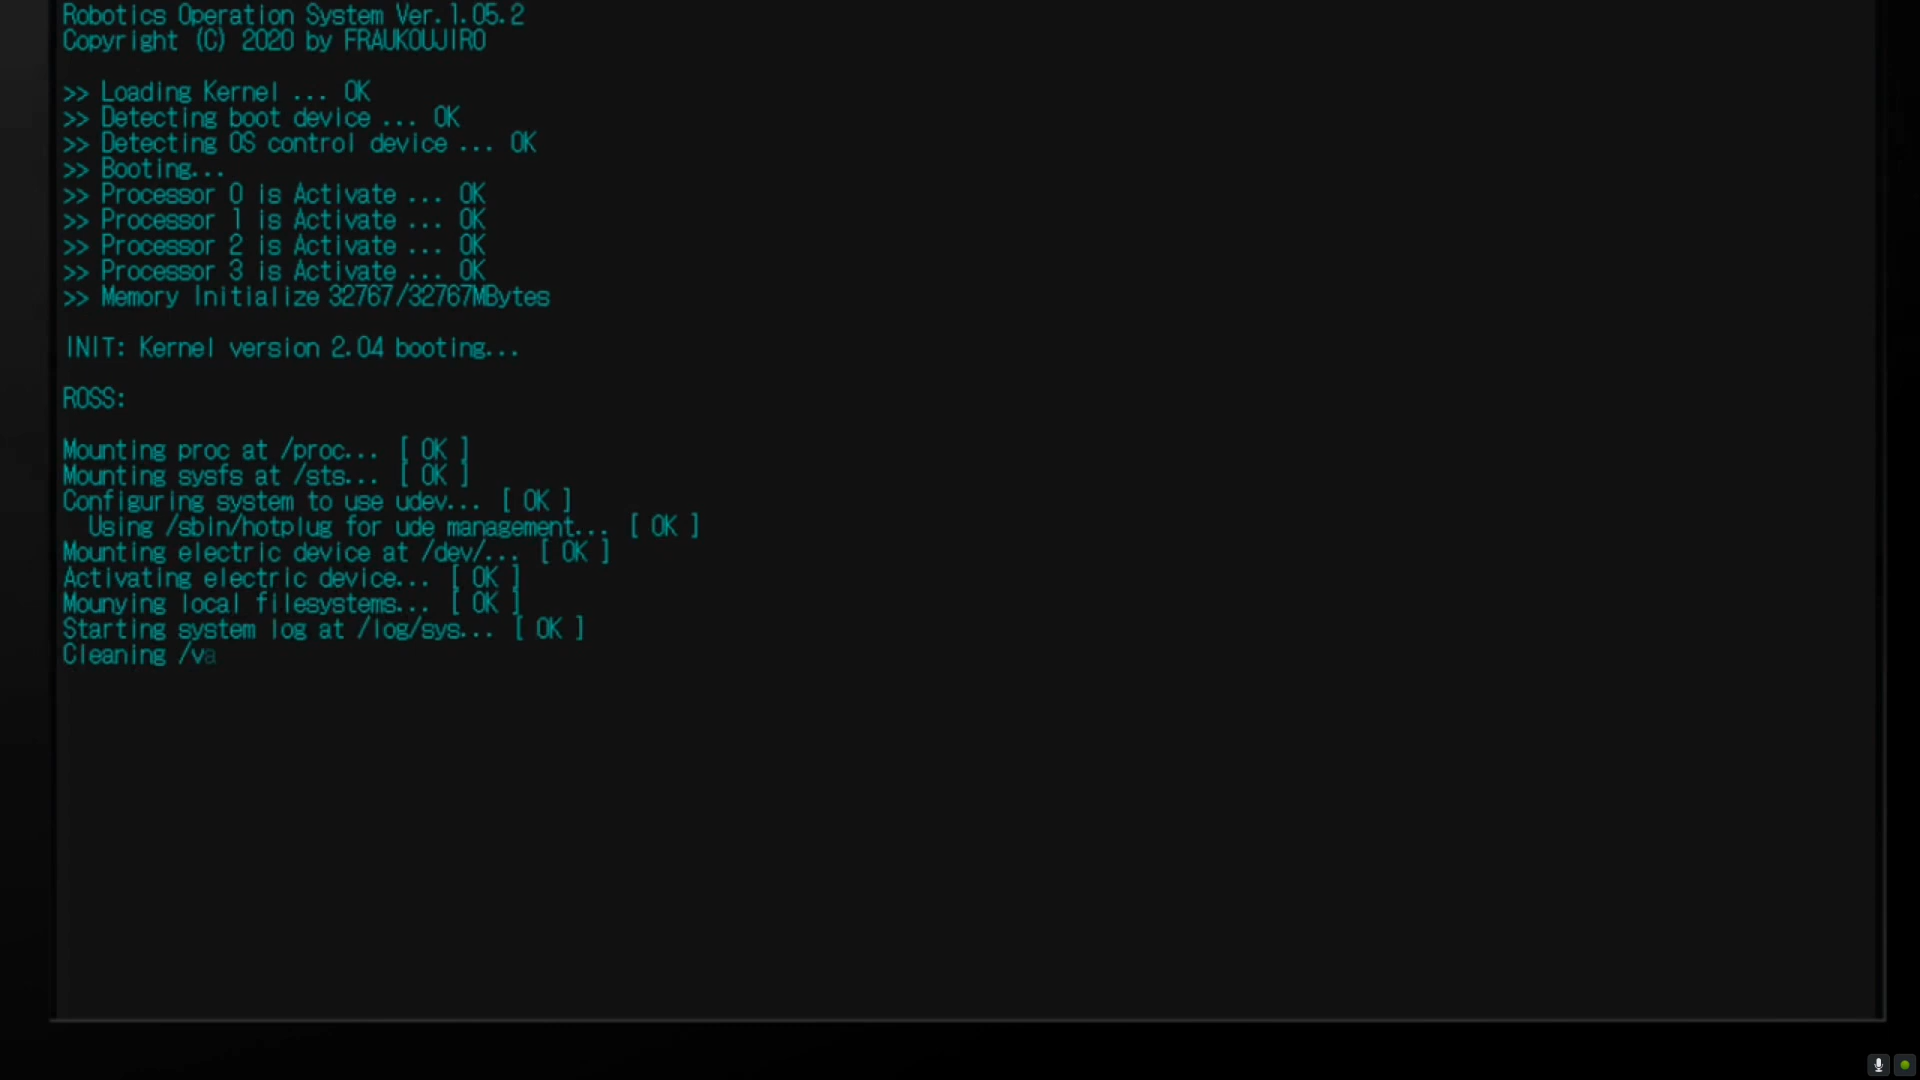 Robotics Operation System Ver.1.05.2
Copyright (C) 2020 by FRAUKOUJIRO
>> Loading Kernel ... OK
>> Detecting boot device ... OK
>> Detecting OS control device ... OK
>> Booting...
>> Processor 0 is Activate ... OK
>> Processor 1 is Activate ... OK
>> Processor 2 is Activate ... OK
>> Processor 3 is Activate ... OK
>> Memory Initialize 32767/32767MBytes
INIT: Kernel version 2.04 booting...
ROSS:
Mounting proc at /proc... [ OK ]
Mounting sysfs at /sts... [ OK ]
Configuring system to use udev... [ OK ]
Using /sbin/hotplug for ude management... [ OK ]
Mounting electric device at /dev/... [ OK ]
Activating electric device... [ OK ]
Mounying local filesystems... [ OK ]
Starting system log at /log/sys... [ OK ]
Cleaning /va